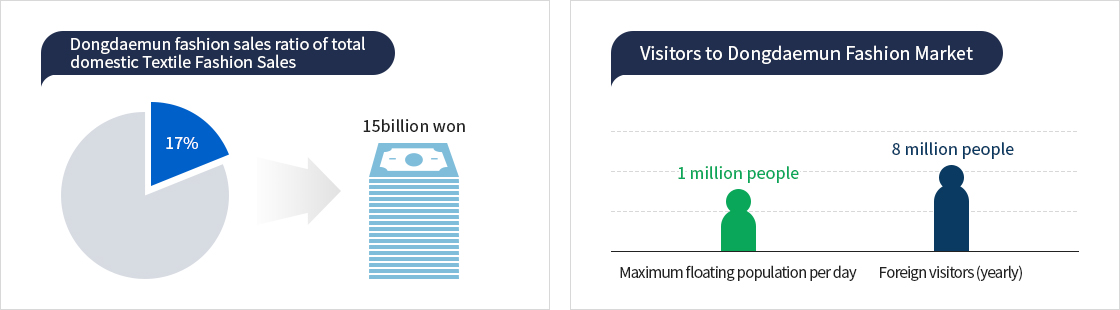 Dongdaemun fashion sales ratio of total
domestic Textile Fashion Sales
17%
15billion won
Visitors to Dongdaemun Fashion Market
1 million people
8 million people
Maximum floating population per day
Foreign visitors (yearly)